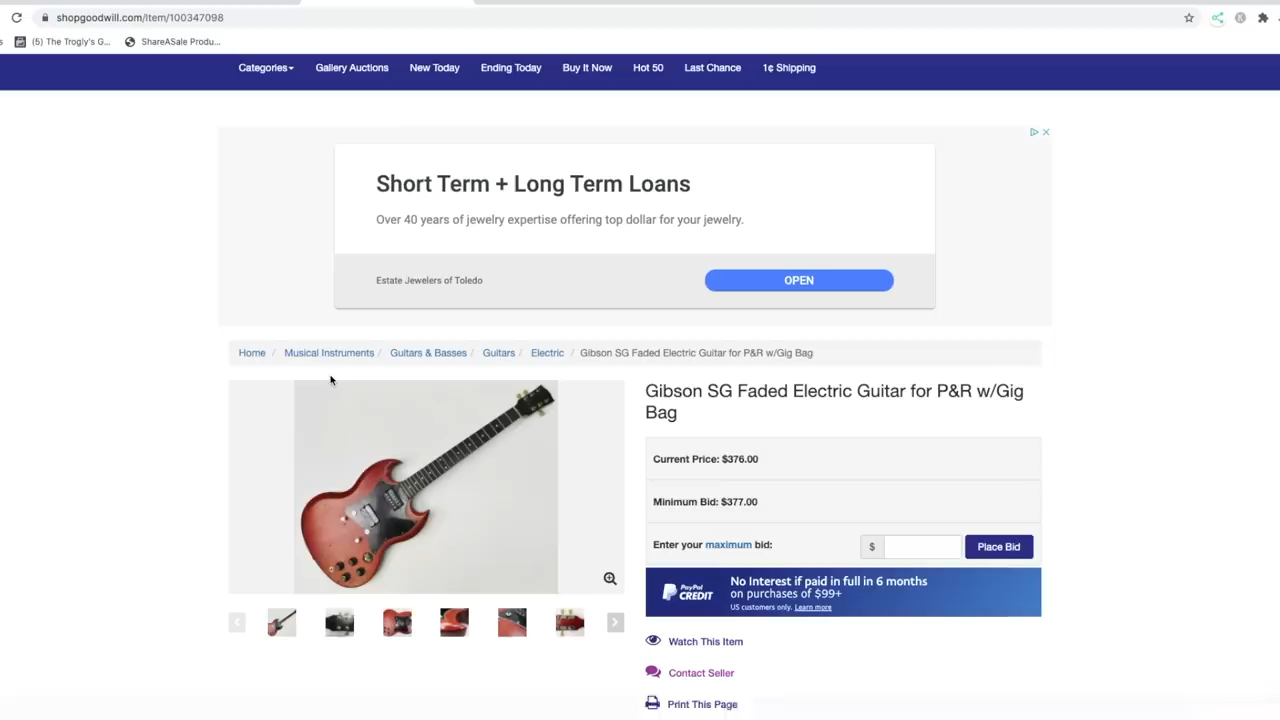 shopgoodwill.com/Item/100347098
(5) The Trogly's G...
ShareASale Produ...
Categories
Gallery Auctions
New Today
Ending Today
Buy It Now
Hot 50
Last Chance
1¢ Shipping
Short Term + Long Term Loans
Over 40 years of jewelry expertise offering top dollar for your jewelry.
Estate Jewelers of Toledo
OPEN
Home / Musical Instruments / Guitars & Basses / Guitars / Electric / Gibson SG Faded Electric Guitar for P&R w/Gig Bag
Gibson SG Faded Electric Guitar for P&R w/Gig
Bag
Current Price: $376.00
Minimum Bid: $377.00
Enter your maximum bid:
$
Place Bid
PayPal
CREDIT
No Interest if paid in full in 6 months
on purchases of $99+
US customers only. Learn more
Watch This Item
Contact Seller
Print This Page